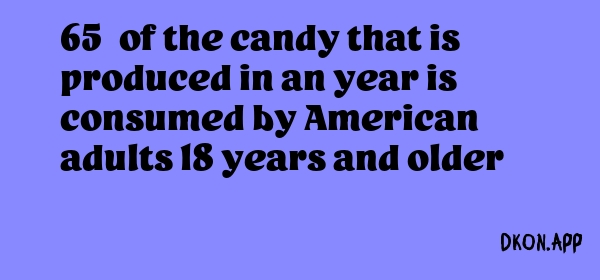 65 of the candy that is
produced in an year is
consumed by American
adults 18 years and older
DKON.APP